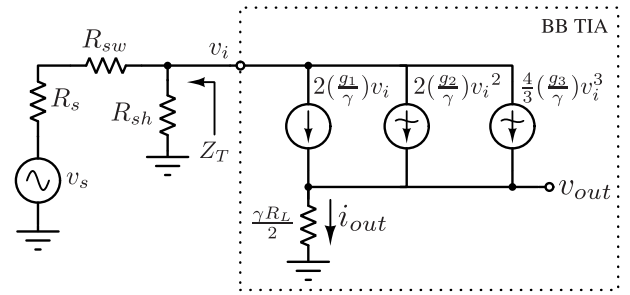 BB TIA
R_{sw}
v_i
2(\frac{g_1}{\gamma})v_i
2(\frac{g_2}{\gamma})v_i^2
\frac{4}{3}(\frac{g_3}{\gamma})v_i^3
R_s
R_{sh}
Z_T
v_s
v_{out}
\frac{\gamma R_L}{2}
i_{out}